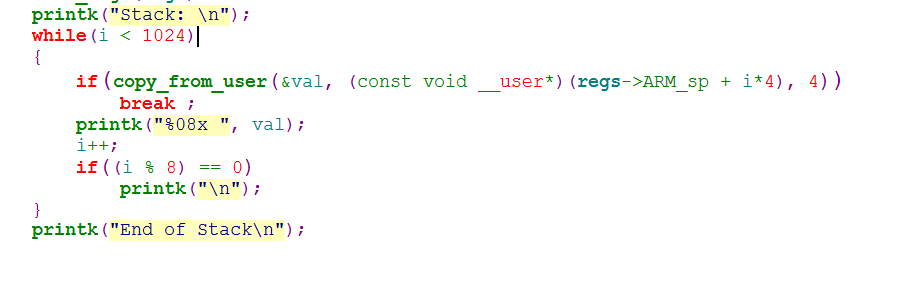 printk("Stack: \n");
while(i < 1024)
{
if(copy_from_user(&val, (const void __user*)(regs->ARM_sp + i*4), 4))
break ;
printk("%08x ", val);
i++;
if((i % 8) == 0)
printk("\n");
}
printk("End of Stack\n");